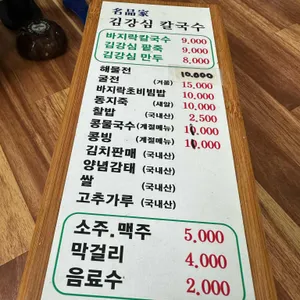 名品家
김강심 칼국수
바지락칼국수 9,000
김강심 팥죽 9,000
김강심 만두 8,000
해물전 10,000
굴전 (겨울) 15,000
바지락초비빔밥 10,000
동지죽 (새알) 10,000
찰밥 (국내산) 2,500
콩물국수 (계절메뉴) 10,000
콩빙 (계절메뉴) 10,000
김치판매 (국내산)
양념감태 (국내산)
쌀 (국내산)
고추가루 (국내산)
소주.맥주 5,000
막걸리 4,000
음료수 2,000